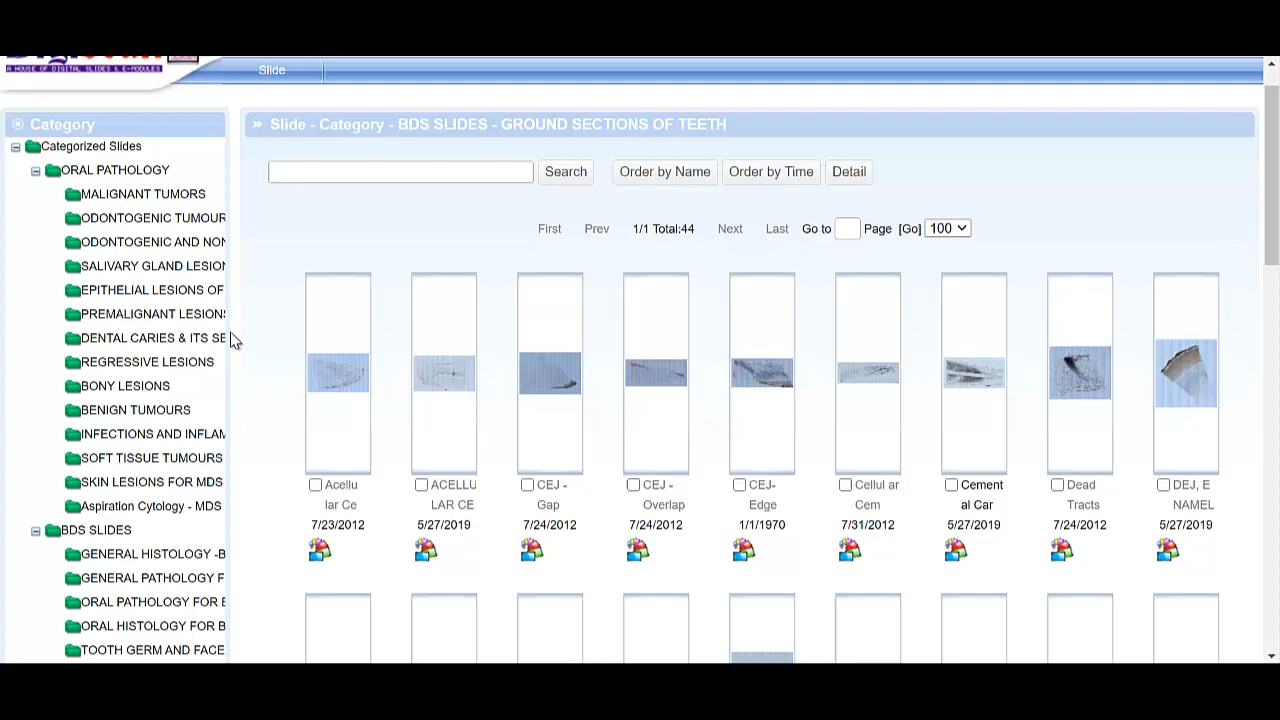 A HOUSE OF DIGITAL SLIDES & E-MODULES
Slide
Category
Categorized Slides
ORAL PATHOLOGY
MALIGNANT TUMORS
ODONTOGENIC TUMOUR
ODONTOGENIC AND NON
SALIVARY GLAND LESION
EPITHELIAL LESIONS OF
PREMALIGNANT LESIONS
DENTAL CARIES & ITS SE
REGRESSIVE LESIONS
BONY LESIONS
BENIGN TUMOURS
INFECTIONS AND INFLAM
SOFT TISSUE TUMOURS
SKIN LESIONS FOR MDS
Aspiration Cytology - MDS
BDS SLIDES
GENERAL HISTOLOGY -B
GENERAL PATHOLOGY F
ORAL PATHOLOGY FOR B
ORAL HISTOLOGY FOR B
TOOTH GERM AND FACE
» Slide - Category - BDS SLIDES - GROUND SECTIONS OF TEETH
Search Order by Name Order by Time Detail
First Prev 1/1 Total:44 Next Last Go to Page [Go] 100
Acellu ACELLU CEJ - CEJ - CEJ- Cellul ar Cement Dead DEJ, E
lar Ce LAR CE Gap Overlap Edge Cem al Car Tracts NAMEL
7/23/2012 5/27/2019 7/24/2012 7/24/2012 1/1/1970 7/31/2012 5/27/2019 7/24/2012 5/27/2019